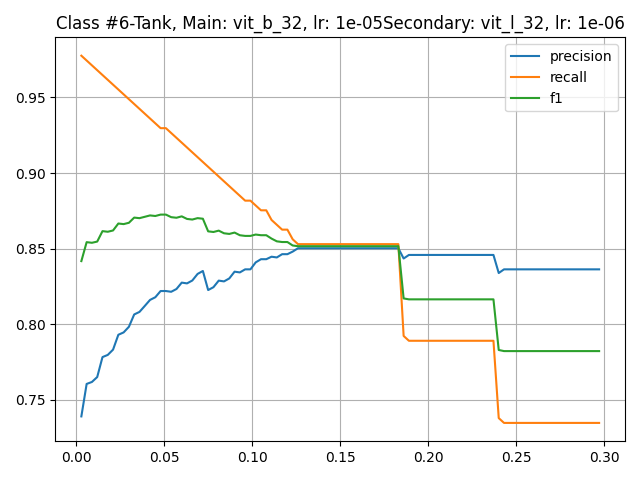 Class #6-Tank, Main: vit_b_32, lr: 1e-05Secondary: vit_l_32, lr: 1e-06
precision
recall
f1
0.95
0.90
0.85
0.80
0.75
0.00 0.05 0.10 0.15 0.20 0.25 0.30